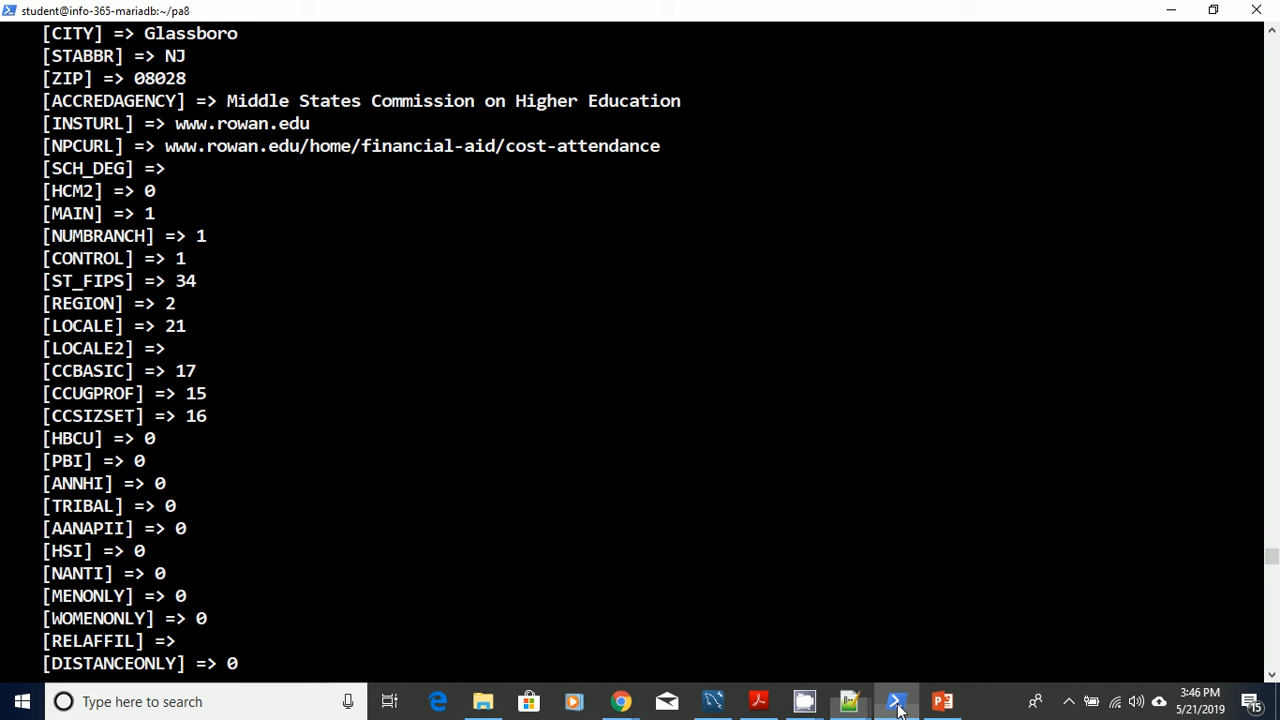 student@info-365-mariadb:~/pa8
[CITY] => Glassboro
[STABBR] => NJ
[ZIP] => 08028
[ACCREDAGENCY] => Middle States Commission on Higher Education
[INSTURL] => www.rowan.edu
[NPCURL] => www.rowan.edu/home/financial-aid/cost-attendance
[SCH_DEG] =>
[HCM2] => 0
[MAIN] => 1
[NUMBRANCH] => 1
[CONTROL] => 1
[ST_FIPS] => 34
[REGION] => 2
[LOCALE] => 21
[LOCALE2] =>
[CCBASIC] => 17
[CCUGPROF] => 15
[CCSIZSET] => 16
[HBCU] => 0
[PBI] => 0
[ANNHI] => 0
[TRIBAL] => 0
[AANAPII] => 0
[HSI] => 0
[NANTI] => 0
[MENONLY] => 0
[WOMENONLY] => 0
[RELAFFIL] =>
[DISTANCEONLY] => 0
Type here to search
3:46 PM
5/21/2019
15